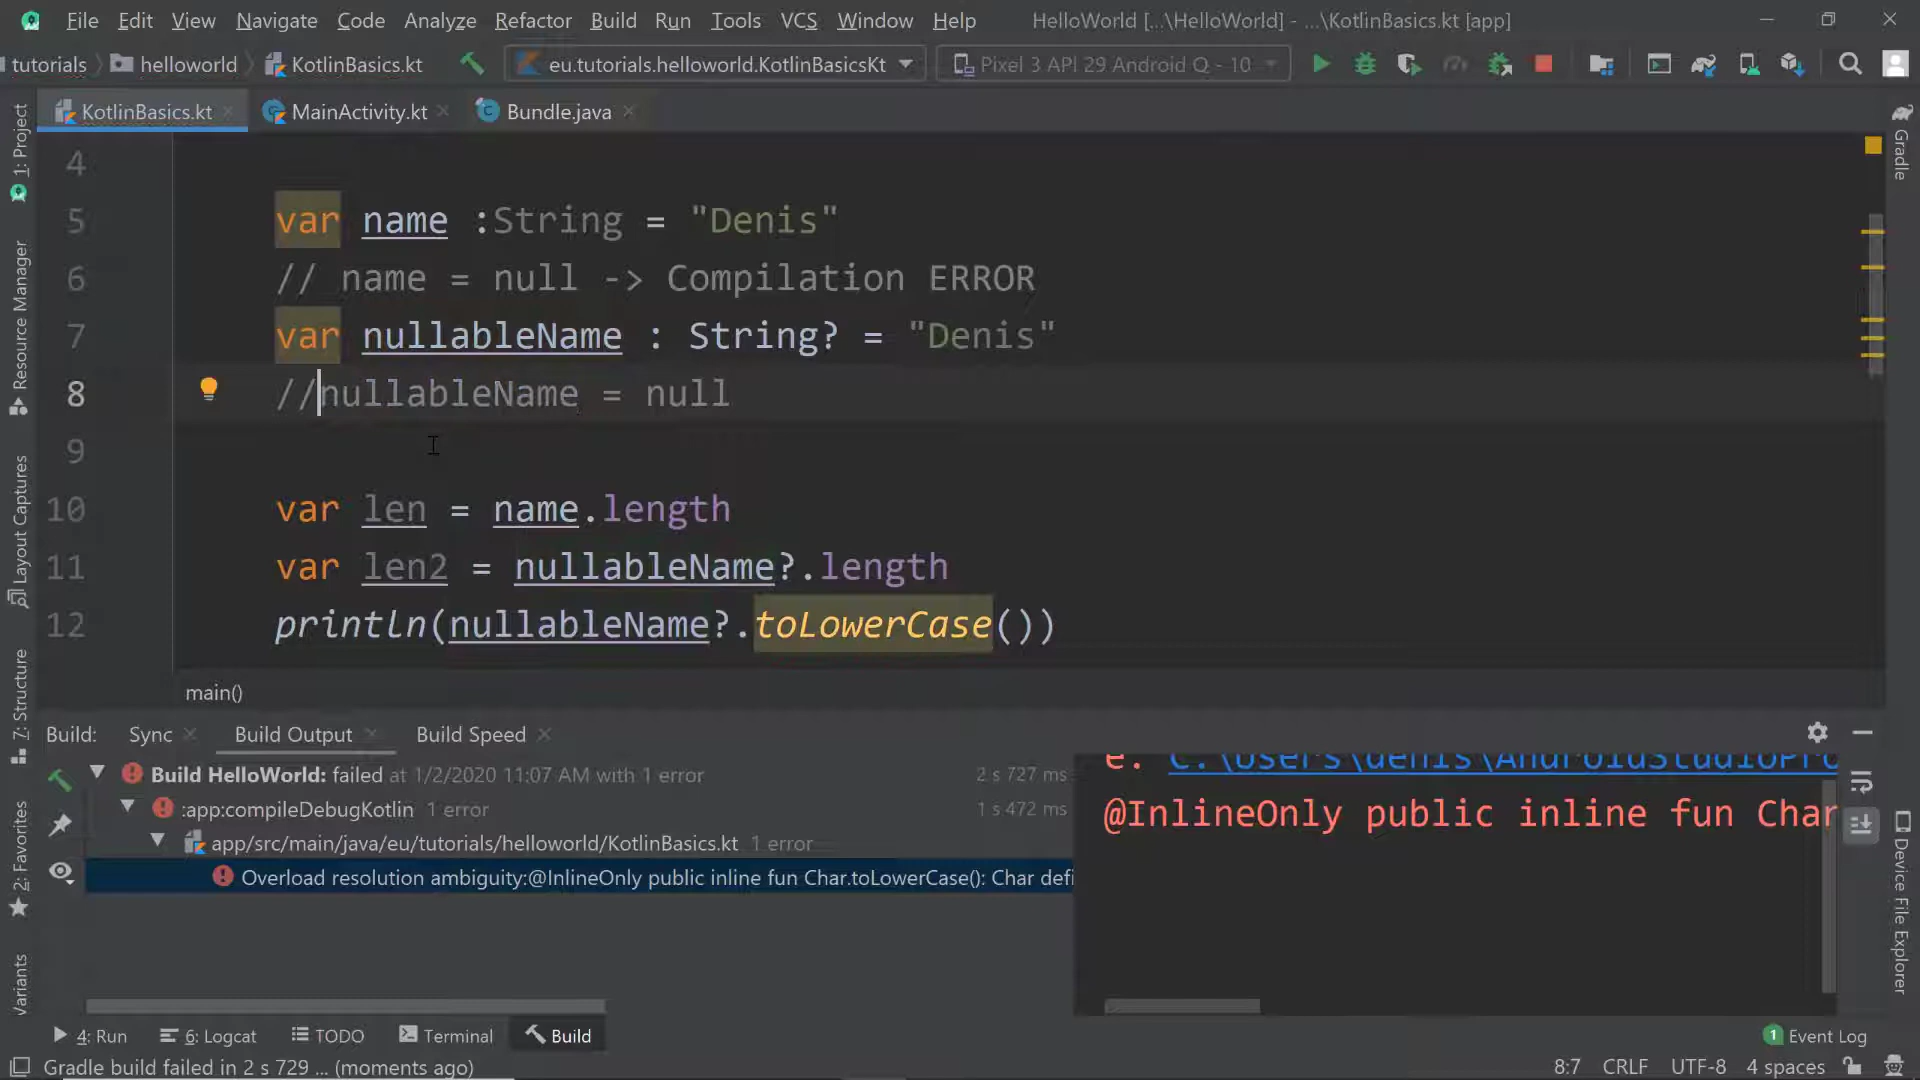 File Edit View Navigate Code Analyze Refactor Build Run Tools VCS Window Help HelloWorld [...\HelloWorld] - ...\KotlinBasics.kt [app]
tutorials helloworld KotlinBasics.kt eu.tutorials.helloworld.KotlinBasicsKt Pixel 3 API 29 Android Q - 10
KotlinBasics.kt MainActivity.kt Bundle.java
1: Project
Resource Manager
Layout Captures
7: Structure
2: Favorites
Variants
4
5 var name :String = "Denis"
6 // name = null -> Compilation ERROR
7 var nullableName : String? = "Denis"
8 //nullableName = null
9
10 var len = name.length
11 var len2 = nullableName?.length
12 println(nullableName?.toLowerCase())
main()
Gradle
Device File Explorer
Build: Sync Build Output Build Speed
Build HelloWorld: failed at 1/2/2020 11:07 AM with 1 error 2 s 727 ms
:app:compileDebugKotlin 1 error 1 s 472 ms
app/src/main/java/eu/tutorials/helloworld/KotlinBasics.kt 1 error
Overload resolution ambiguity:@InlineOnly public inline fun Char.toLowerCase(): Char defi
e: C:\Users\denis\AndroidStudioPro
@InlineOnly public inline fun Char
4: Run 6: Logcat TODO Terminal Build 1 Event Log
Gradle build failed in 2 s 729 ... (moments ago) 8:7 CRLF UTF-8 4 spaces